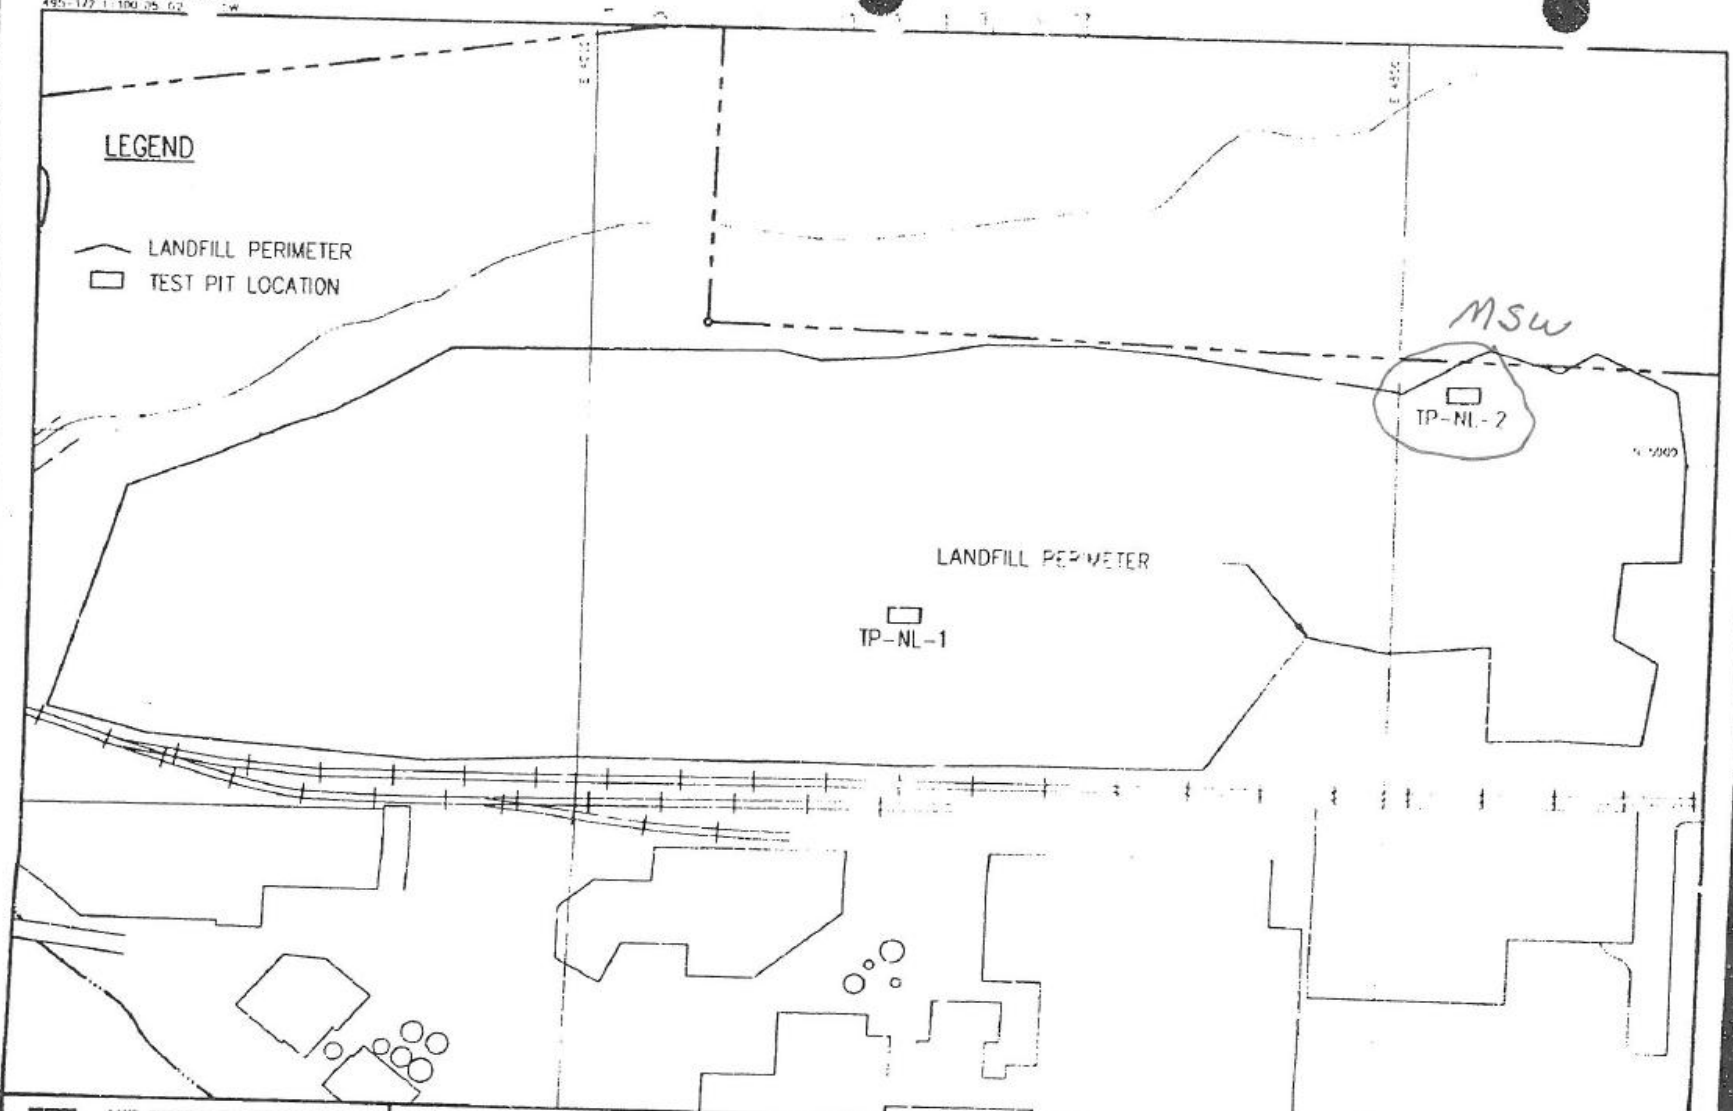 LEGEND
LANDFILL PERIMETER
TEST PIT LOCATION
MSW
TP-NL-2
LANDFILL PERIMETER
TP-NL-1